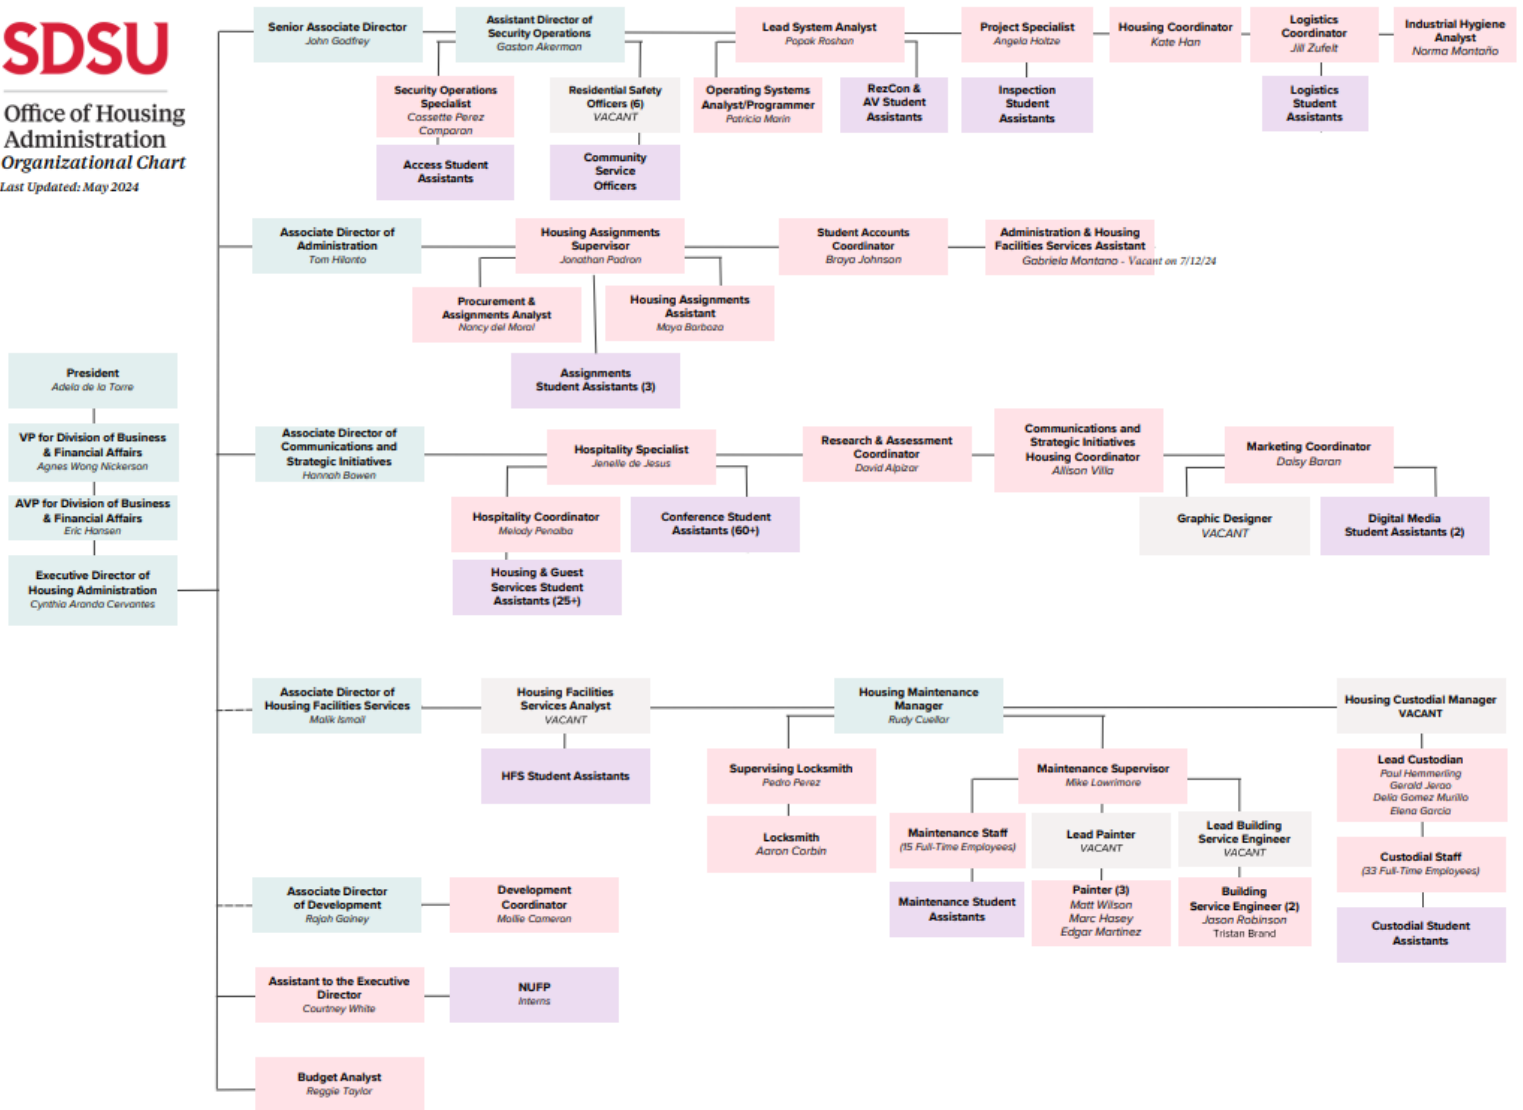 SDSU
Office of Housing
Administration
Organizational Chart
Last Updated: May 2024
Senior Associate Director
John Godfrey
Assistant Director of
Security Operations
Gaston Akerman
Lead System Analyst
Popak Roshan
Project Specialist
Angela Holtze
Housing Coordinator
Kate Han
Logistics
Coordinator
Jill Zufelt
Industrial Hygiene
Analyst
Norma Montaño
Security Operations
Specialist
Cossette Perez
Comparan
Residential Safety
Officers (6)
VACANT
Operating Systems
Analyst/Programmer
Patricia Marin
RezCon &
AV Student
Assistants
Inspection
Student
Assistants
Logistics
Student
Assistants
Access Student
Assistants
Community
Service
Officers
Associate Director of
Administration
Tom Hilanto
Housing Assignments
Supervisor
Jonathan Padron
Student Accounts
Coordinator
Braya Johnson
Administration & Housing
Facilities Services Assistant
Gabriela Montano - Vacant on 7/12/24
Procurement &
Assignments Analyst
Nancy del Moral
Housing Assignments
Assistant
Maya Barboza
Assignments
Student Assistants (3)
President
Adela de la Torre
VP for Division of Business
& Financial Affairs
Agnes Wong Nickerson
AVP for Division of Business
& Financial Affairs
Eric Hansen
Executive Director of
Housing Administration
Cynthia Aranda Cervantes
Associate Director of
Communications and
Strategic Initiatives
Hannah Bowen
Hospitality Specialist
Jenelle de Jesus
Research & Assessment
Coordinator
David Alpizar
Communications and
Strategic Initiatives
Housing Coordinator
Allison Villa
Marketing Coordinator
Daisy Baran
Hospitality Coordinator
Melody Penalba
Conference Student
Assistants (60+)
Graphic Designer
VACANT
Digital Media
Student Assistants (2)
Housing & Guest
Services Student
Assistants (25+)
Associate Director of
Housing Facilities Services
Malik Ismail
Housing Facilities
Services Analyst
VACANT
Housing Maintenance
Manager
Rudy Cuellar
Housing Custodial Manager
VACANT
HFS Student Assistants
Supervising Locksmith
Pedro Perez
Maintenance Supervisor
Mike Lowrimore
Lead Custodian
Paul Hemmerling
Gerald Jerao
Delia Gomez Murillo
Elena Garcia
Locksmith
Aaron Corbin
Maintenance Staff
(15 Full-Time Employees)
Lead Painter
VACANT
Lead Building
Service Engineer
VACANT
Custodial Staff
(33 Full-Time Employees)
Maintenance Student
Assistants
Painter (3)
Matt Wilson
Marc Hasey
Edgar Martinez
Building
Service Engineer (2)
Jason Robinson
Tristan Brand
Custodial Student
Assistants
Associate Director
of Development
Rajah Gainey
Development
Coordinator
Mollie Cameron
Assistant to the Executive
Director
Courtney White
NUFP
Interns
Budget Analyst
Reggie Taylor